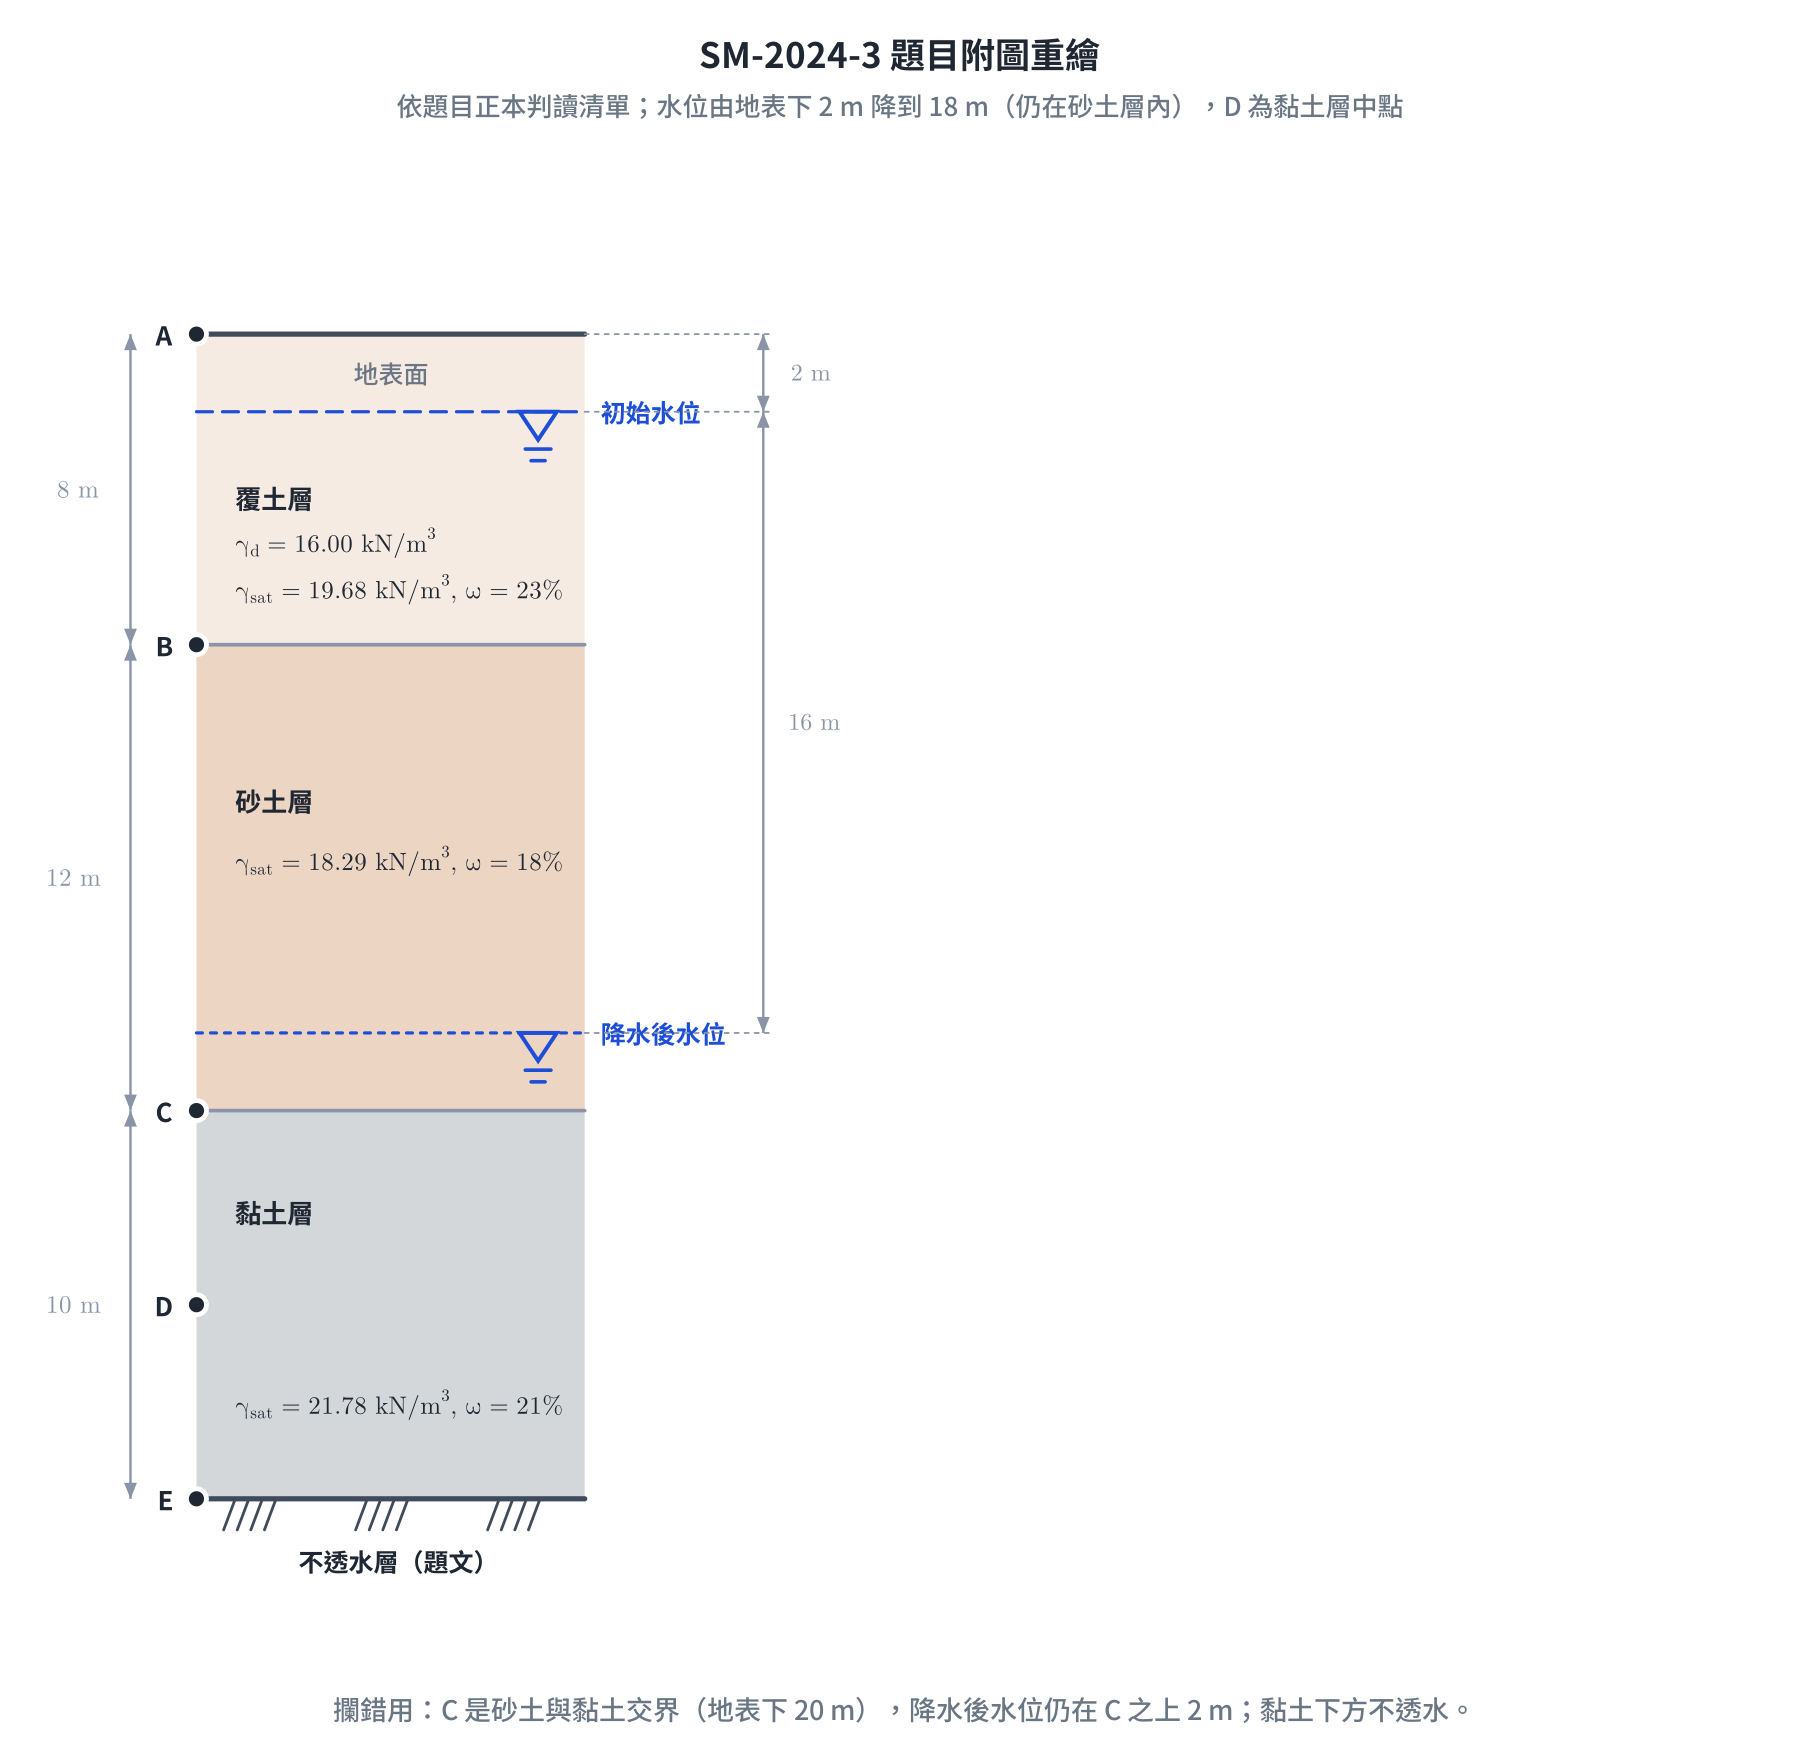 SM-2024-3 題目附圖重繪
依題目正本判讀清單；水位由地表下 2 m 降到 18 m（仍在砂土層內），D 為黏土層中點
A
地表面
2 m
初始水位
8 m
覆土層
γd = 16.00 kN/m³
γsat = 19.68 kN/m³, ω = 23%
B
16 m
砂土層
γsat = 18.29 kN/m³, ω = 18%
12 m
降水後水位
C
黏土層
10 m
D
γsat = 21.78 kN/m³, ω = 21%
E
不透水層（題文）
攔錯用：C 是砂土與黏土交界（地表下 20 m），降水後水位仍在 C 之上 2 m；黏土下方不透水。